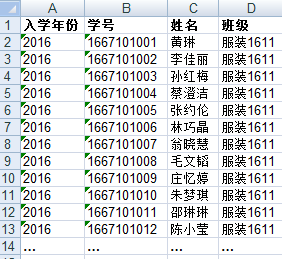 A B C D
1 入学年份 学号 姓名 班级
2 2016 1667101001 黄琳 服装1611
3 2016 1667101002 李佳丽 服装1611
4 2016 1667101003 孙红梅 服装1611
5 2016 1667101004 蔡潧洁 服装1611
6 2016 1667101005 张约伦 服装1611
7 2016 1667101006 林巧晶 服装1611
8 2016 1667101007 翁晓慧 服装1611
9 2016 1667101008 毛文韬 服装1611
10 2016 1667101009 庄忆婷 服装1611
11 2016 1667101010 朱梦琪 服装1611
12 2016 1667101011 邵琳琳 服装1611
13 2016 1667101012 陈小莹 服装1611
14 … … … …